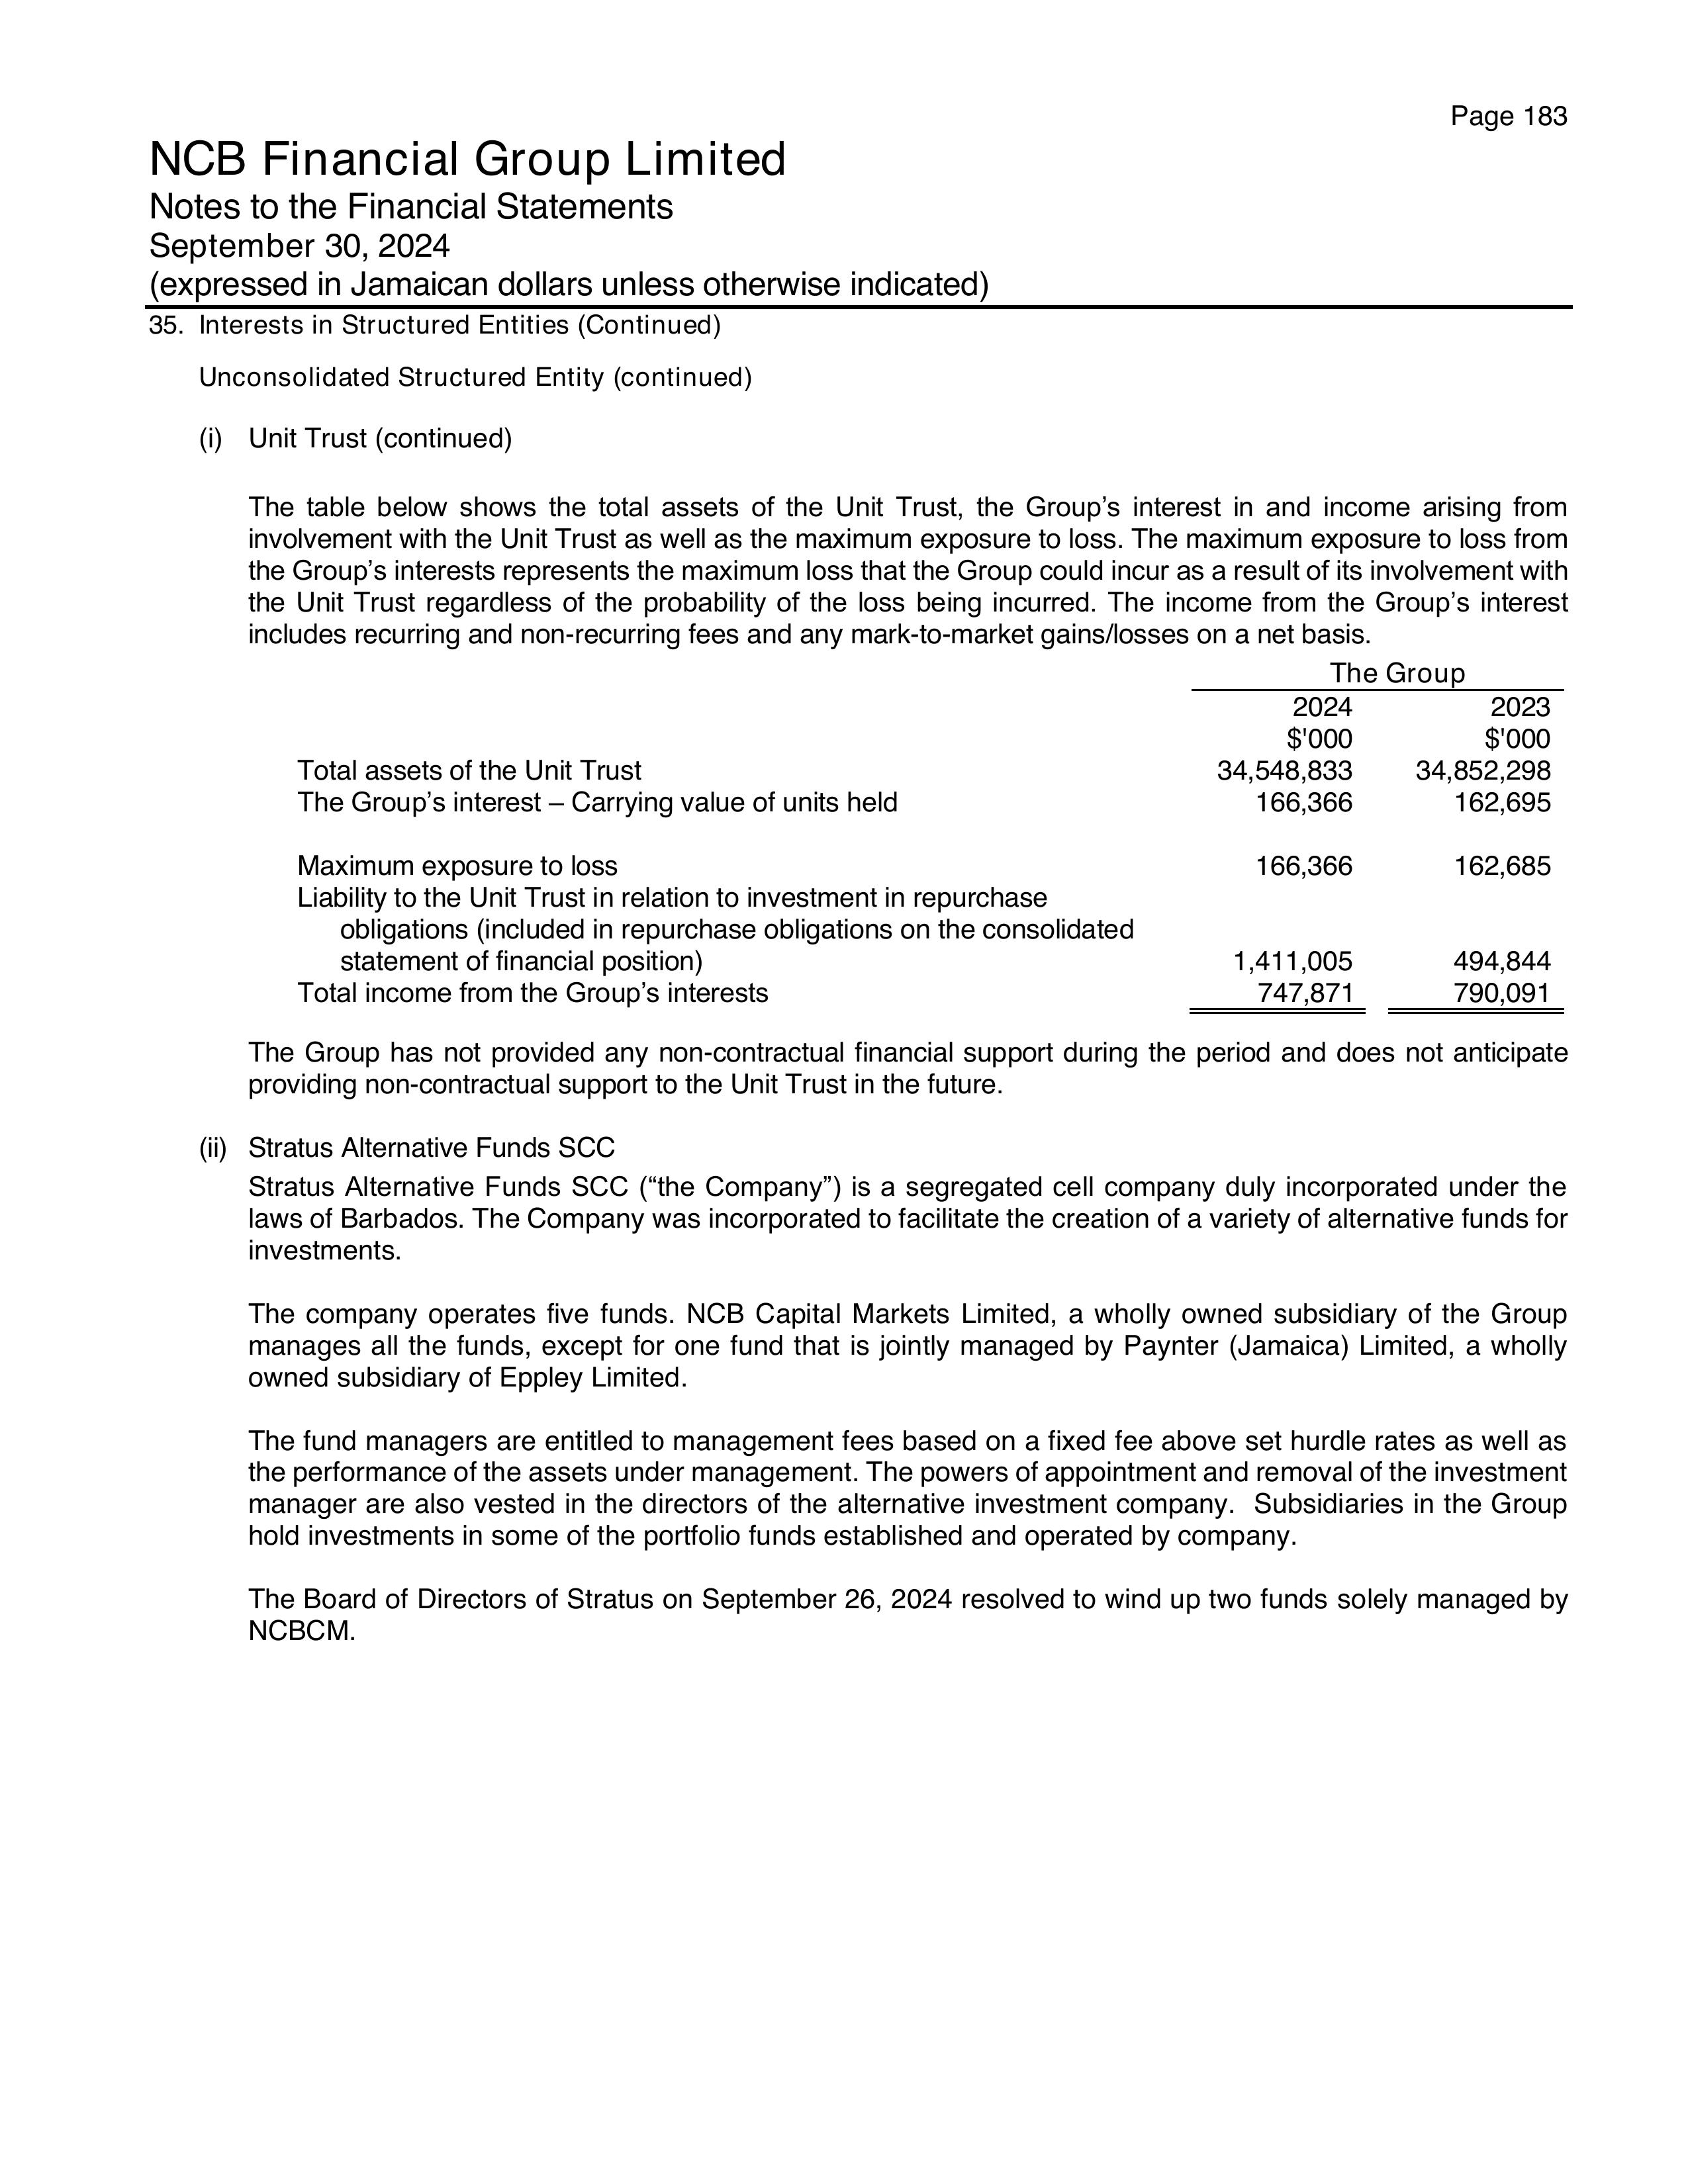 Page 183
NCB Financial Group Limited
Notes to the Financial Statements
September 30, 2024
(expressed in Jamaican dollars unless otherwise indicated)
35. Interests in Structured Entities (Continued)
Unconsolidated Structured Entity (continued)
(i) Unit Trust (continued)
The table below shows the total assets of the Unit Trust, the Group’s interest in and income arising from
involvement with the Unit Trust as well as the maximum exposure to loss. The maximum exposure to loss from
the Group’s interests represents the maximum loss that the Group could incur as a result of its involvement with
the Unit Trust regardless of the probability of the loss being incurred. The income from the Group’s interest
includes recurring and non-recurring fees and any mark-to-market gains/losses on a net basis.
The Group
2024 2023
$'000 $'000
Total assets of the Unit Trust 34,548,833 34,852,298
The Group’s interest – Carrying value of units held 166,366 162,695
Maximum exposure to loss 166,366 162,685
Liability to the Unit Trust in relation to investment in repurchase
obligations (included in repurchase obligations on the consolidated
statement of financial position) 1,411,005 494,844
Total income from the Group’s interests 747,871 790,091
The Group has not provided any non-contractual financial support during the period and does not anticipate
providing non-contractual support to the Unit Trust in the future.
(ii) Stratus Alternative Funds SCC
Stratus Alternative Funds SCC (“the Company”) is a segregated cell company duly incorporated under the
laws of Barbados. The Company was incorporated to facilitate the creation of a variety of alternative funds for
investments.
The company operates five funds. NCB Capital Markets Limited, a wholly owned subsidiary of the Group
manages all the funds, except for one fund that is jointly managed by Paynter (Jamaica) Limited, a wholly
owned subsidiary of Eppley Limited.
The fund managers are entitled to management fees based on a fixed fee above set hurdle rates as well as
the performance of the assets under management. The powers of appointment and removal of the investment
manager are also vested in the directors of the alternative investment company.  Subsidiaries in the Group
hold investments in some of the portfolio funds established and operated by company.
The Board of Directors of Stratus on September 26, 2024 resolved to wind up two funds solely managed by
NCBCM.